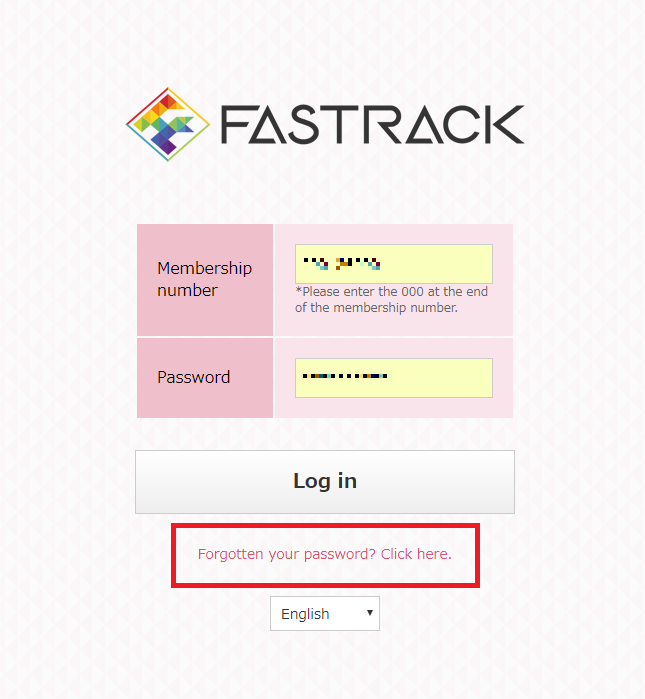 FASTRACK
Membership
number
*Please enter the 000 at the end
of the membership number.
Password
Log in
Forgotten your password? Click here.
English